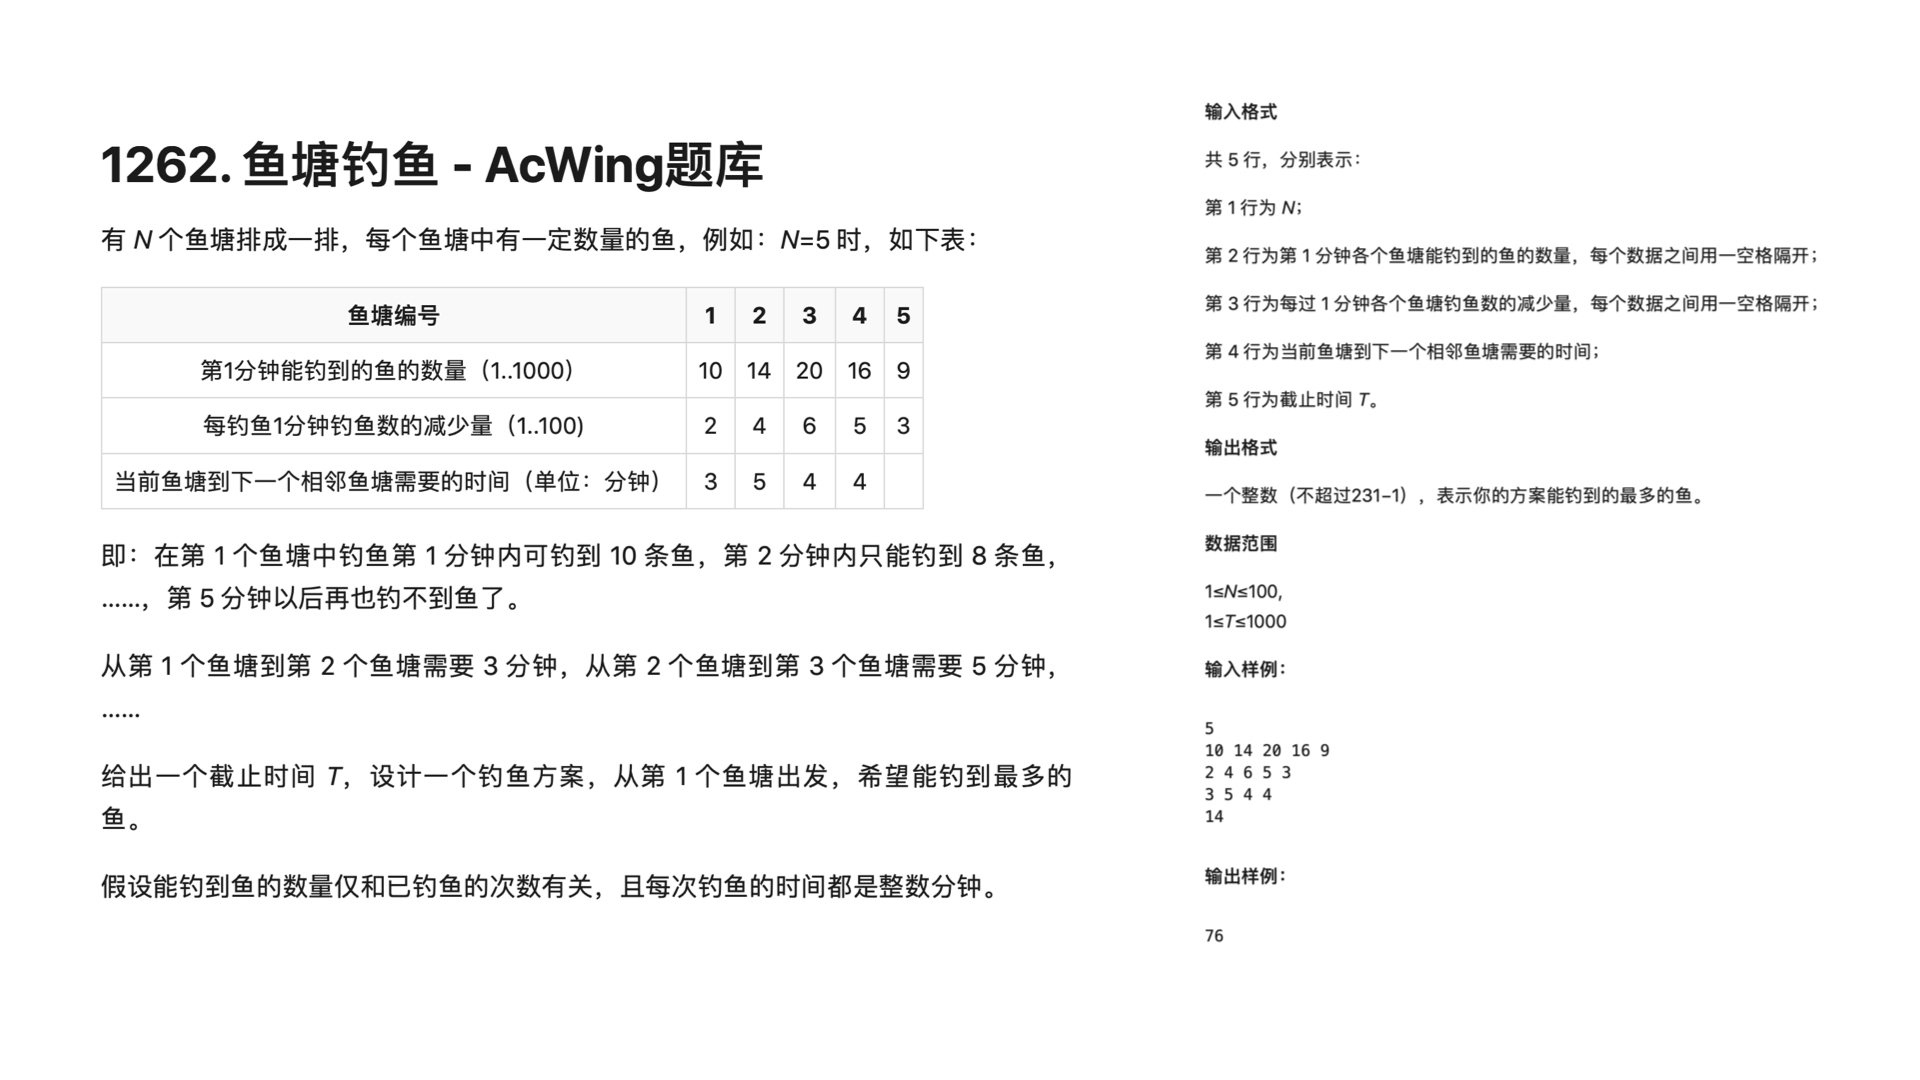 1262. 鱼塘钓鱼 - AcWing题库
有 N 个鱼塘排成一排，每个鱼塘中有一定数量的鱼，例如：N=5 时，如下表：
鱼塘编号 1 2 3 4 5
第1分钟能钓到的鱼的数量（1..1000） 10 14 20 16 9
每钓鱼1分钟钓鱼数的减少量（1..100) 2 4 6 5 3
当前鱼塘到下一个相邻鱼塘需要的时间（单位：分钟） 3 5 4 4
即：在第 1 个鱼塘中钓鱼第 1 分钟内可钓到 10 条鱼，第 2 分钟内只能钓到 8 条鱼，
……，第 5 分钟以后再也钓不到鱼了。
从第 1 个鱼塘到第 2 个鱼塘需要 3 分钟，从第 2 个鱼塘到第 3 个鱼塘需要 5 分钟，
……
给出一个截止时间 T，设计一个钓鱼方案，从第 1 个鱼塘出发，希望能钓到最多的
鱼。
假设能钓到鱼的数量仅和已钓鱼的次数有关，且每次钓鱼的时间都是整数分钟。
输入格式
共 5 行，分别表示：
第 1 行为 N；
第 2 行为第 1 分钟各个鱼塘能钓到的鱼的数量，每个数据之间用一空格隔开；
第 3 行为每过 1 分钟各个鱼塘钓鱼数的减少量，每个数据之间用一空格隔开；
第 4 行为当前鱼塘到下一个相邻鱼塘需要的时间；
第 5 行为截止时间 T。
输出格式
一个整数（不超过231−1），表示你的方案能钓到的最多的鱼。
数据范围
1≤N≤100,
1≤T≤1000
输入样例：
5
10 14 20 16 9
2 4 6 5 3
3 5 4 4
14
输出样例：
76